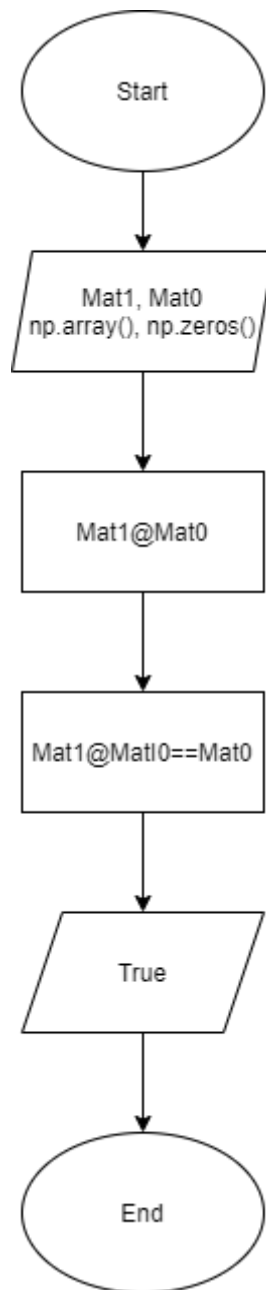 Start
Mat1, Mat0
np.array(), np.zeros()
Mat1@Mat0
Mat1@MatI0==Mat0
True
End